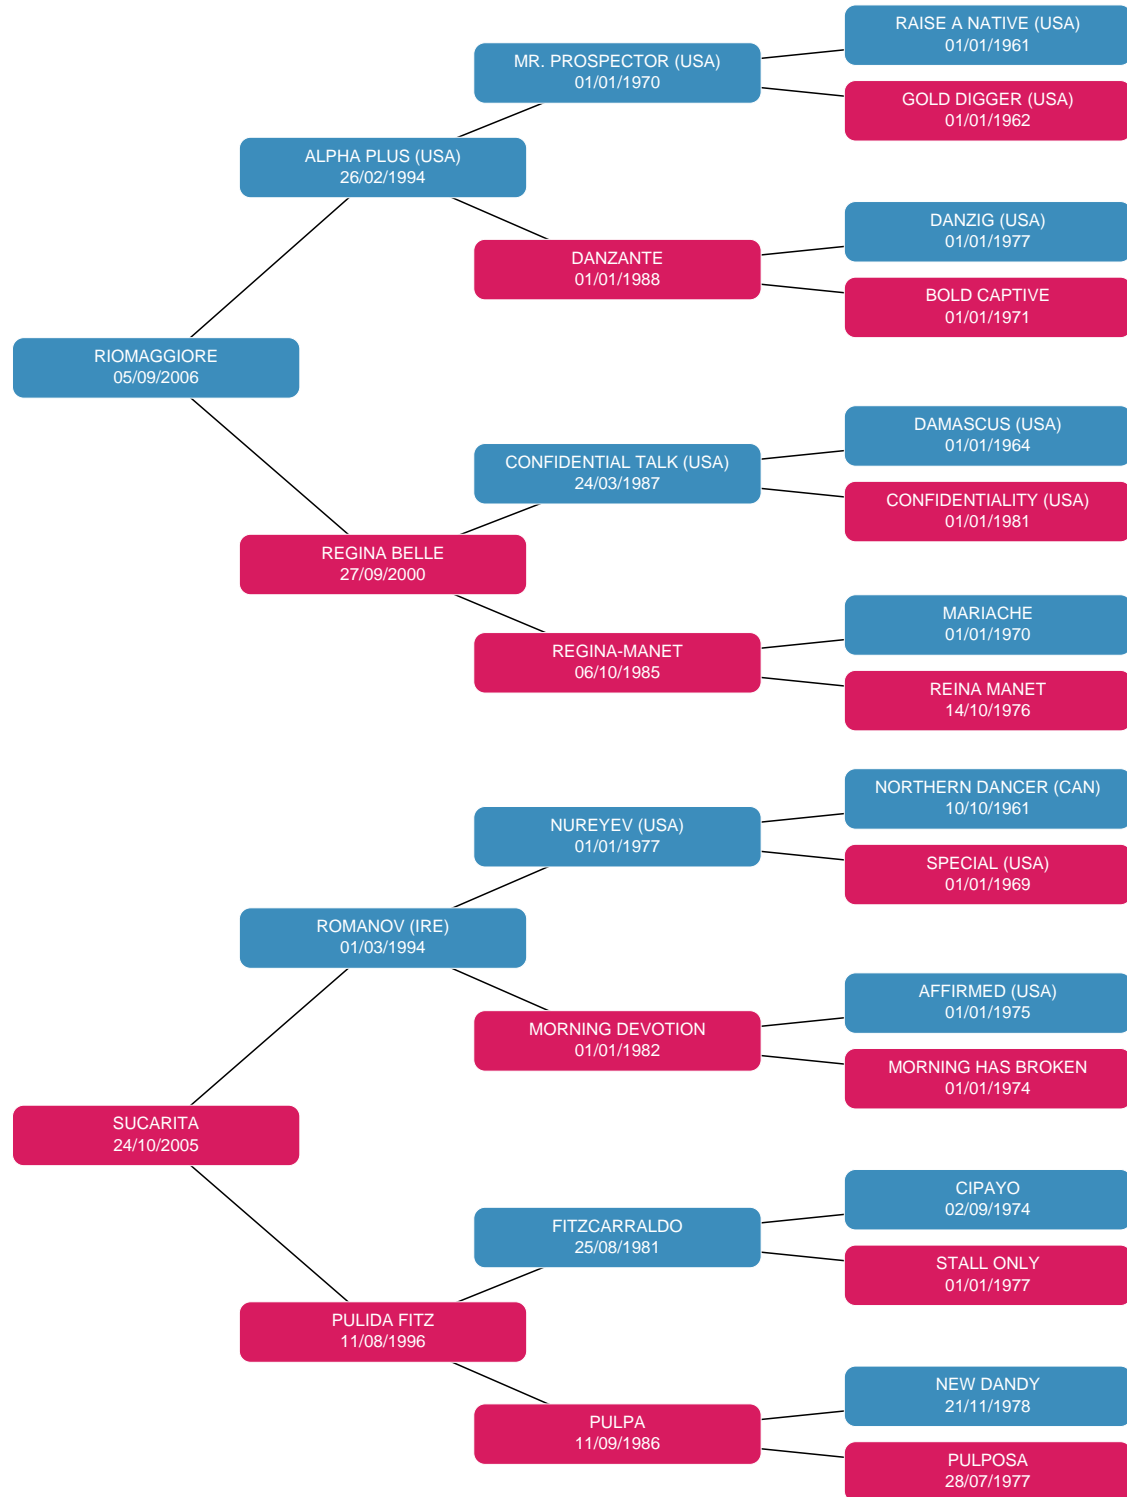 RAISE A NATIVE (USA)
01/01/1961
MR. PROSPECTOR (USA)
01/01/1970
GOLD DIGGER (USA)
01/01/1962
ALPHA PLUS (USA)
26/02/1994
DANZIG (USA)
01/01/1977
DANZANTE
01/01/1988
BOLD CAPTIVE
01/01/1971
RIOMAGGIORE
05/09/2006
DAMASCUS (USA)
01/01/1964
CONFIDENTIAL TALK (USA)
24/03/1987
CONFIDENTIALITY (USA)
01/01/1981
REGINA BELLE
27/09/2000
MARIACHE
01/01/1970
REGINA-MANET
06/10/1985
REINA MANET
14/10/1976
NORTHERN DANCER (CAN)
10/10/1961
NUREYEV (USA)
01/01/1977
SPECIAL (USA)
01/01/1969
ROMANOV (IRE)
01/03/1994
AFFIRMED (USA)
01/01/1975
MORNING DEVOTION
01/01/1982
MORNING HAS BROKEN
01/01/1974
SUCARITA
24/10/2005
CIPAYO
02/09/1974
FITZCARRALDO
25/08/1981
STALL ONLY
01/01/1977
PULIDA FITZ
11/08/1996
NEW DANDY
21/11/1978
PULPA
11/09/1986
PULPOSA
28/07/1977